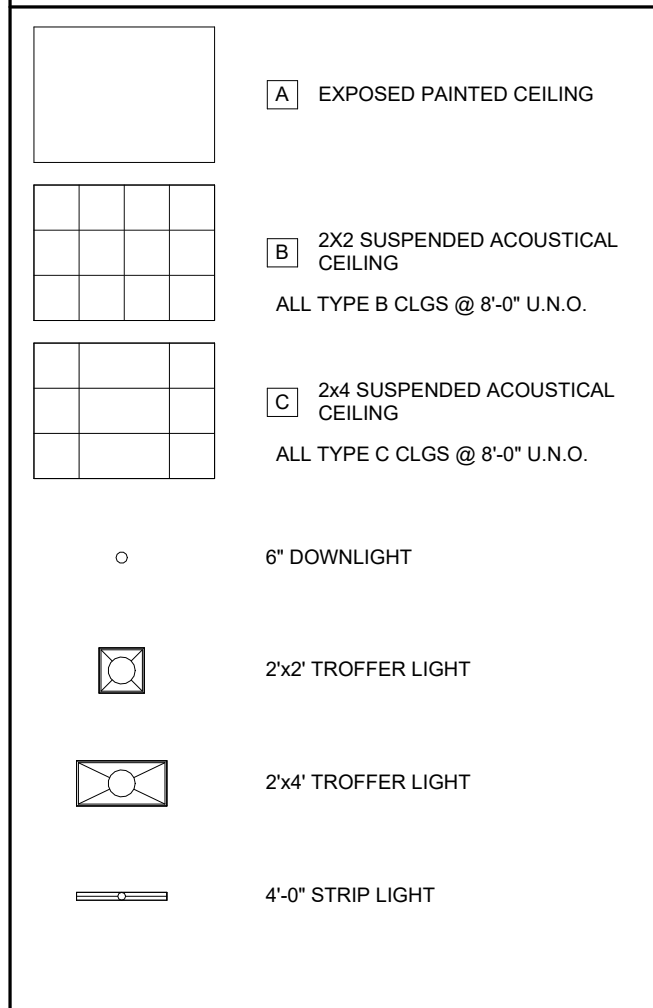 A EXPOSED PAINTED CEILING
B 2X2 SUSPENDED ACOUSTICAL
CEILING
ALL TYPE B CLGS @ 8'-0" U.N.O.
C 2x4 SUSPENDED ACOUSTICAL
CEILING
ALL TYPE C CLGS @ 8'-0" U.N.O.
6" DOWNLIGHT
2'x2' TROFFER LIGHT
2'x4' TROFFER LIGHT
4'-0" STRIP LIGHT